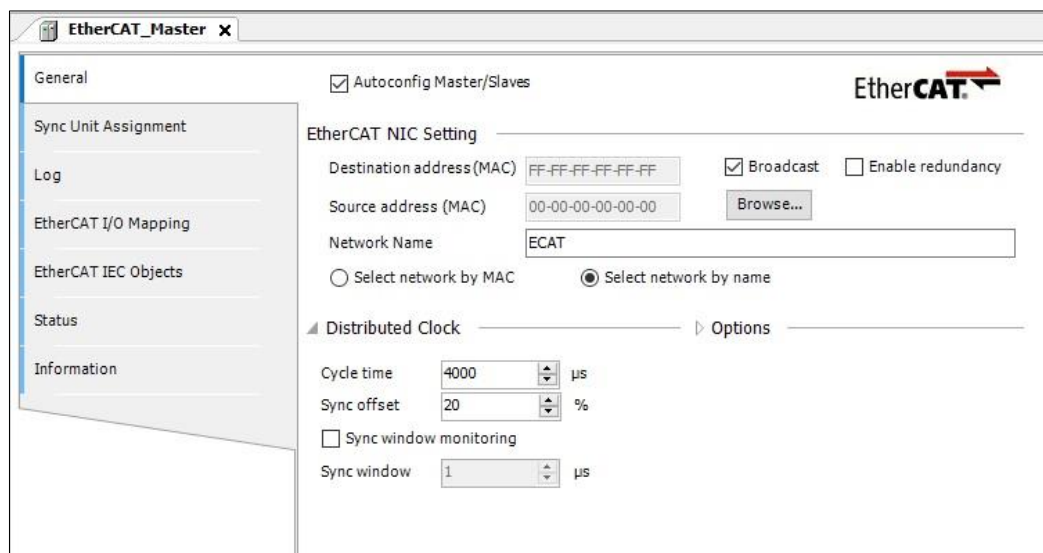 EtherCAT_Master
General
Autoconfig Master/Slaves
EtherCAT.
Sync Unit Assignment
EtherCAT NIC Setting
Log
Destination address (MAC) FF-FF-FF-FF-FF-FF Broadcast Enable redundancy
Source address (MAC) 00-00-00-00-00-00 Browse...
EtherCAT I/O Mapping
Network Name ECAT
EtherCAT IEC Objects
Select network by MAC Select network by name
Status
Distributed Clock Options
Information
Cycle time 4000 µs
Sync offset 20 %
Sync window monitoring
Sync window 1 µs